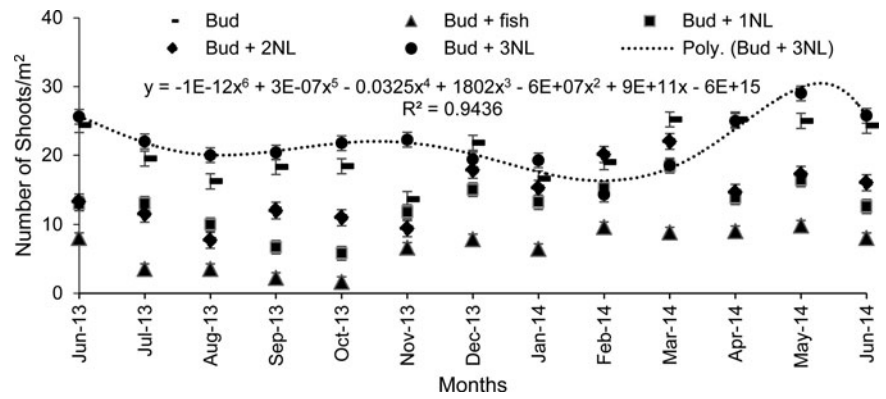 40
30
20
10
0
Number of Shoots/m²
Bud
Bud + fish
Bud + 1NL
Bud + 2NL
Bud + 3NL
Poly. (Bud + 3NL)
y = -1E-12x⁶ + 3E-07x⁵ - 0.0325x⁴ + 1802x³ - 6E+07x² + 9E+11x - 6E+15
R² = 0.9436
Jun-13
Jul-13
Aug-13
Sep-13
Oct-13
Nov-13
Dec-13
Jan-14
Feb-14
Mar-14
Apr-14
May-14
Jun-14
Months